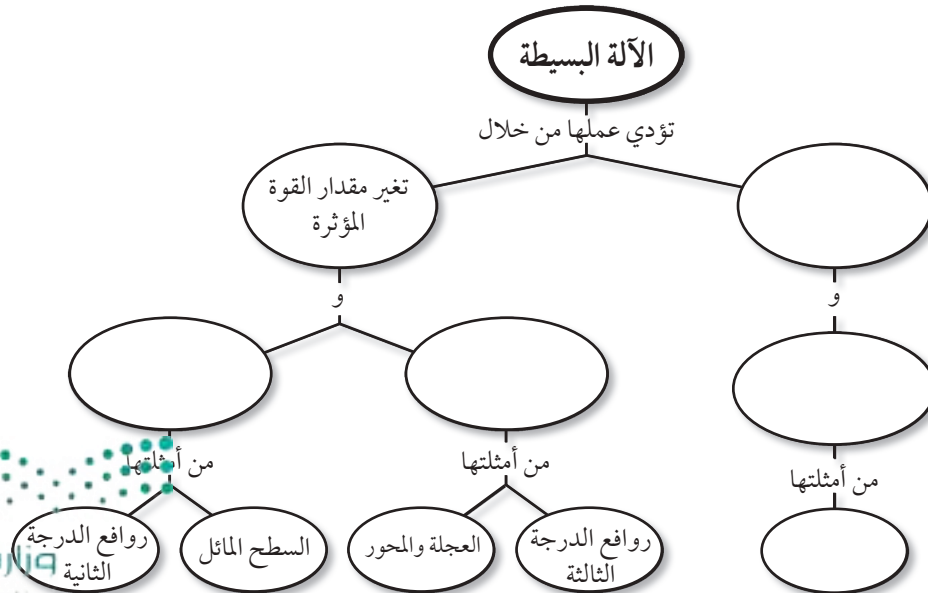 الآلة البسيطة
تؤدي عملها من خلال
تغير مقدار القوة
المؤثرة
و
و
من أمثلتها
من أمثلتها
من أمثلتها
روافع الدرجة
الثالثة
العجلة والمحور
السطح المائل
روافع الدرجة
الثانية